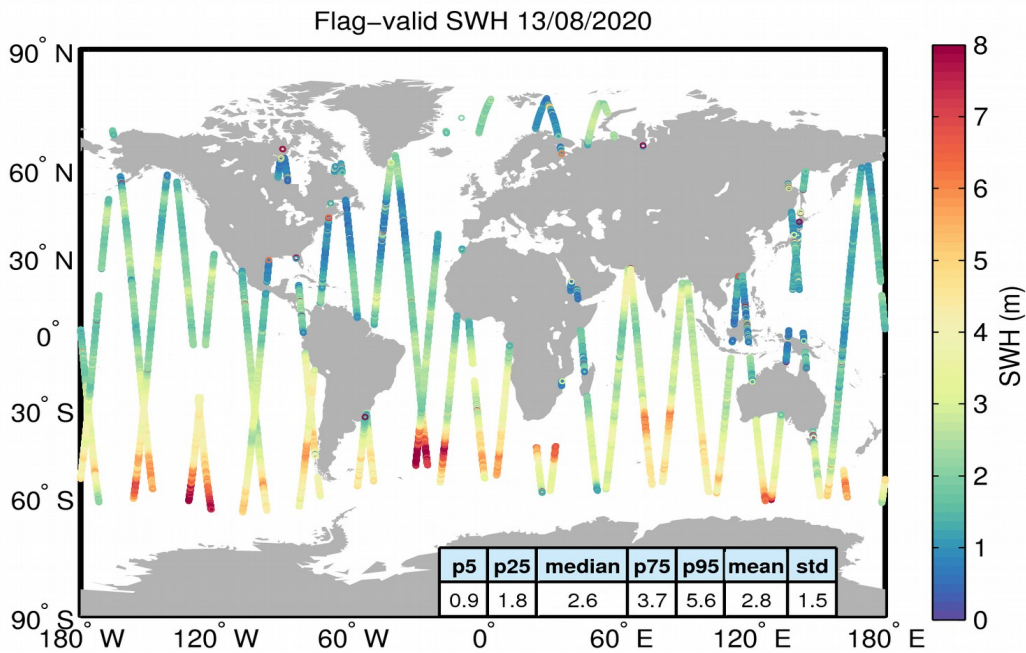 Flag−valid SWH 13/08/2020
90° N
60° N
30° N
0°
30° S
60° S
90° S
180° W
120° W
60° W
0°
60° E
120° E
180° E
8
7
6
5
4
3
2
1
0
SWH (m)
p5 p25 median p75 p95 mean std
0.9 1.8 2.6 3.7 5.6 2.8 1.5